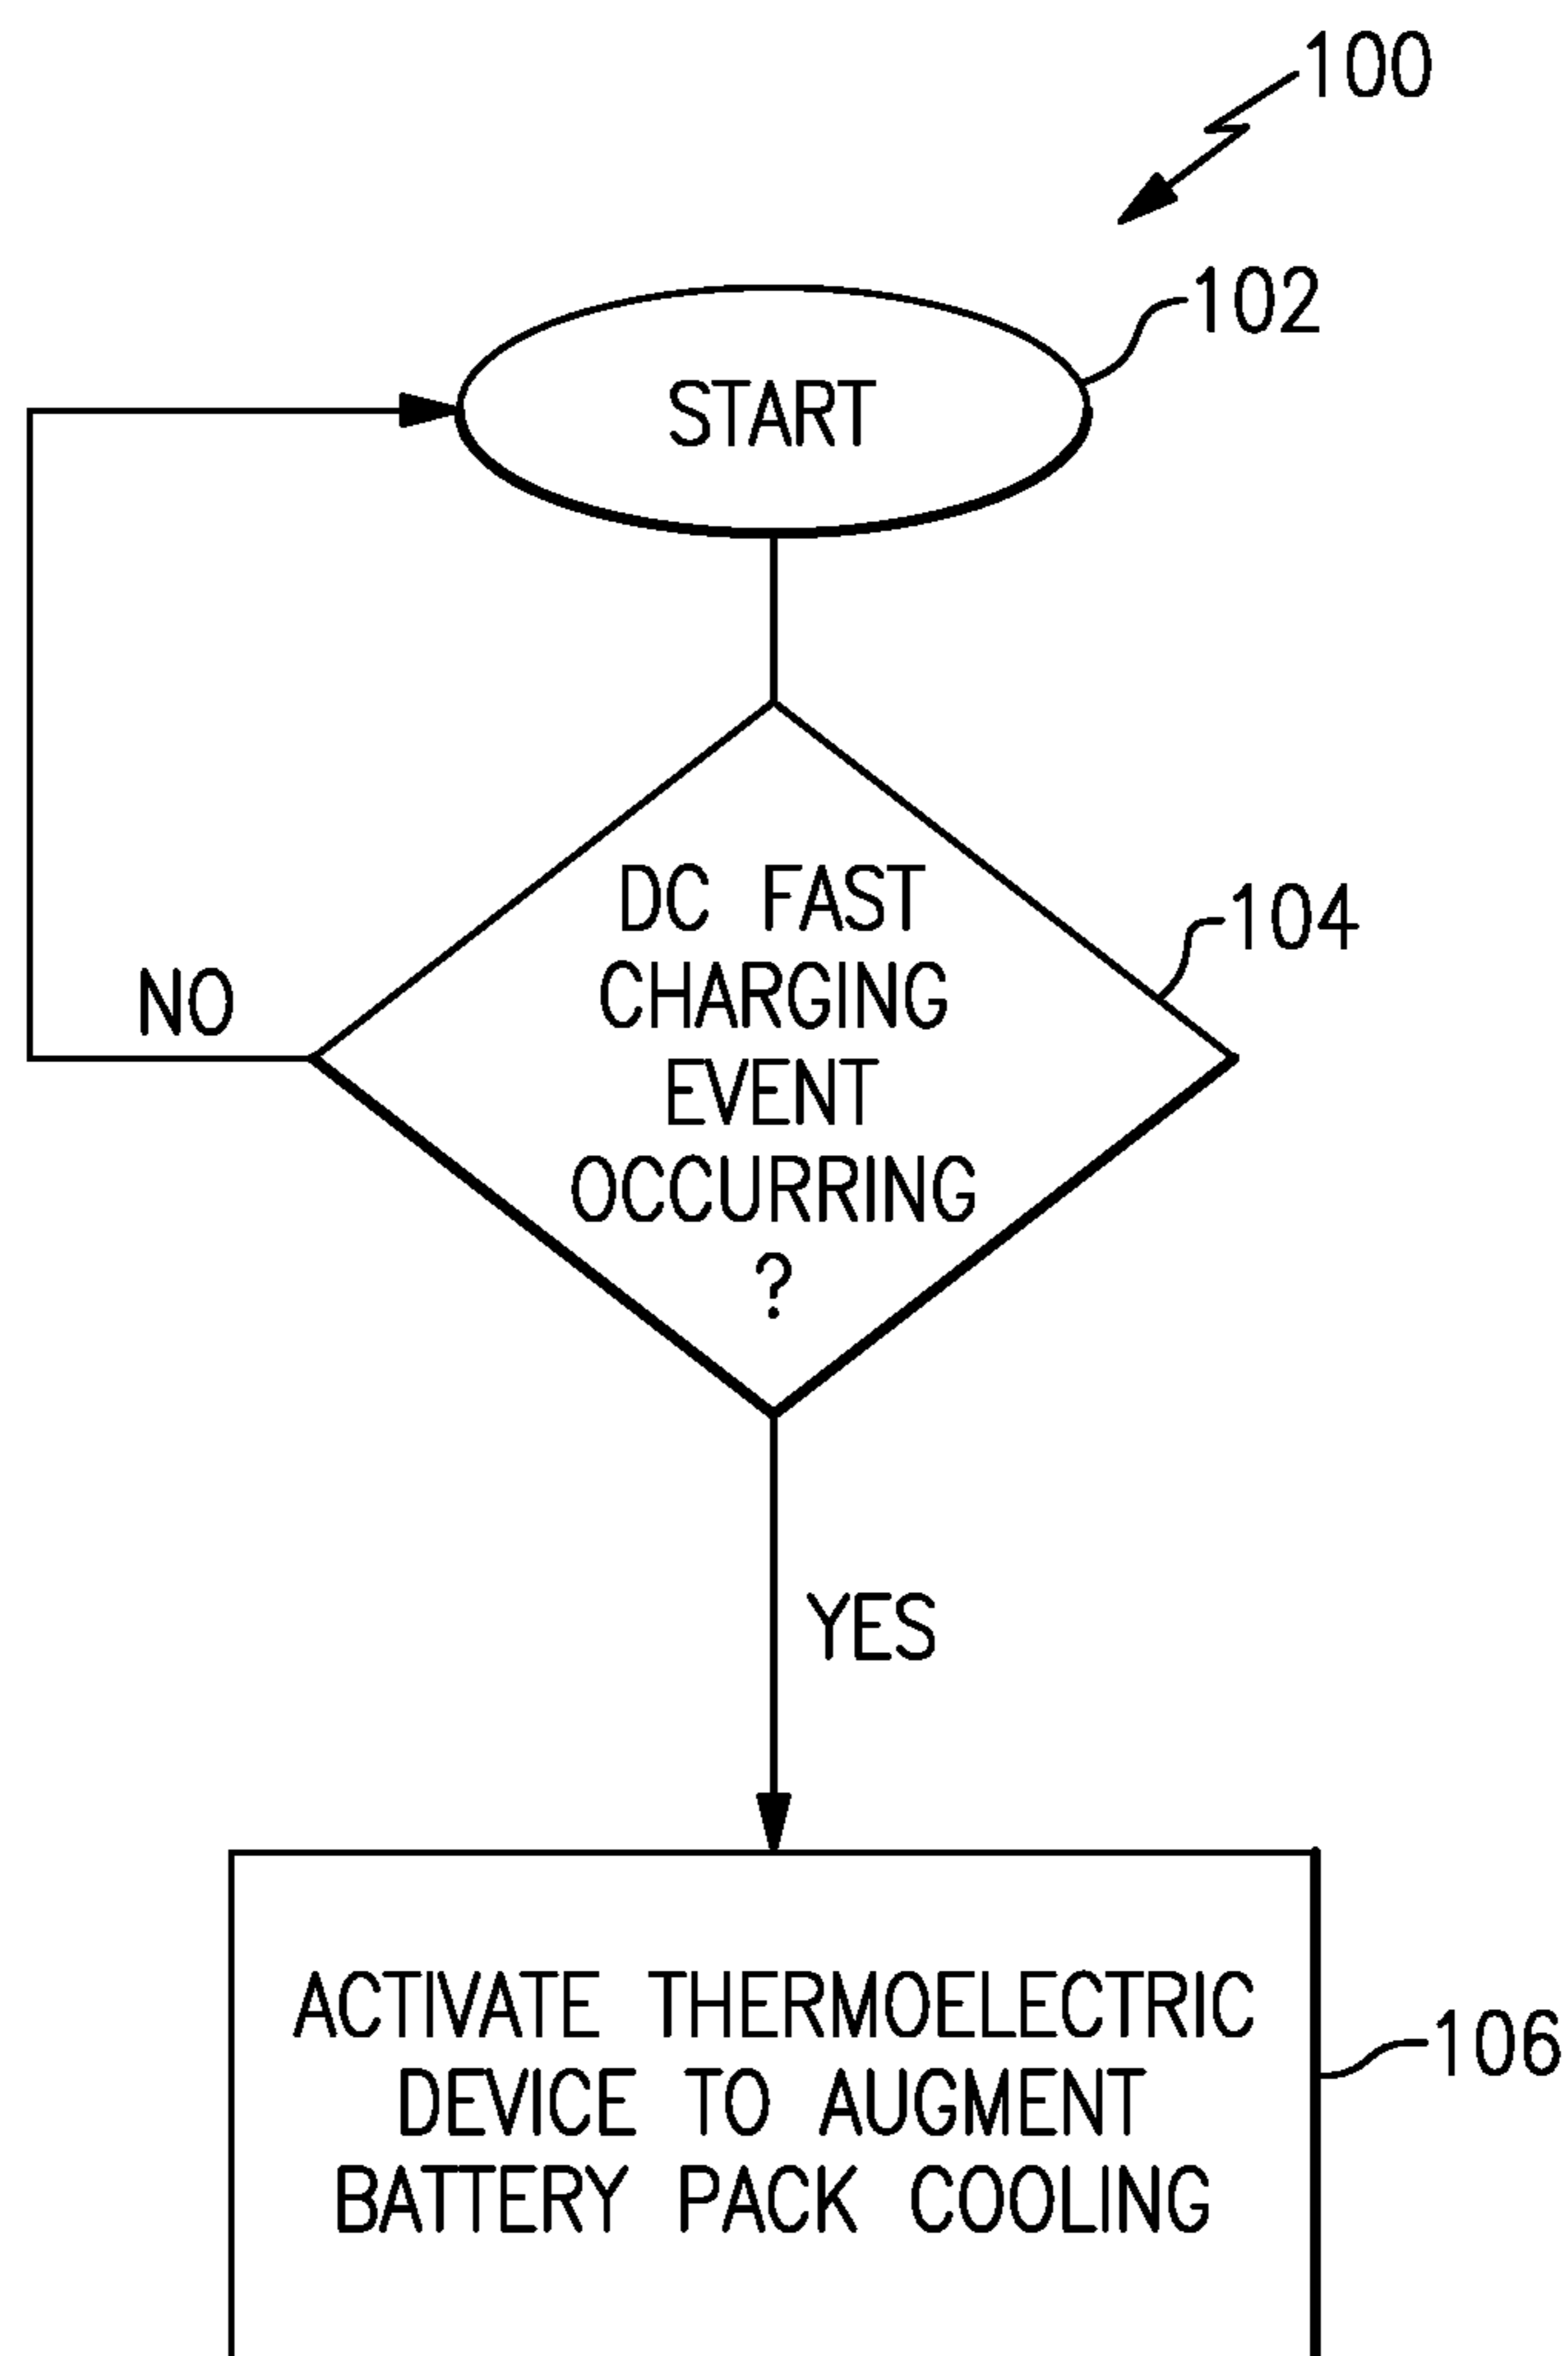 100
102
START
DC FAST
CHARGING
EVENT
OCCURRING
?
104
NO
YES
ACTIVATE THERMOELECTRIC
DEVICE TO AUGMENT
BATTERY PACK COOLING
106